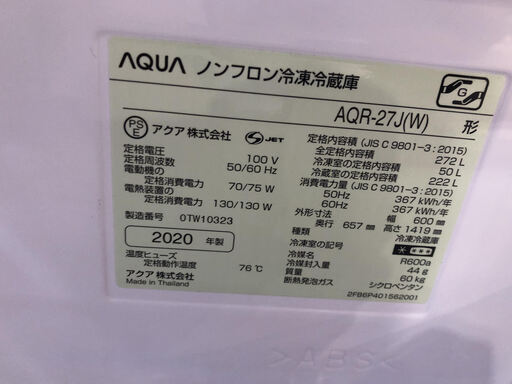 AQUA ノンフロン冷凍冷蔵庫
G
AQR-27J(W) 形
PS E アクア株式会社 S JET
定格電圧 100 V
定格周波数 50/60 Hz
電動機の
定格消費電力 70/75 W
電熱装置の
定格消費電力 130/130 W
製造番号 0TW10323
2020 年製
温度ヒューズ
定格動作温度 76℃
アクア株式会社
Made in Thailand
定格内容積 (JIS C 9801-3:2015)
全定格内容積 272 L
冷凍室の定格内容積 50 L
冷蔵室の定格内容積 222 L
消費電力量 (JIS C 9801-3:2015)
50Hz 367 kWh/年
60Hz 367 kWh/年
外形寸法 幅 600 mm
奥行 657 mm 高さ 1419 mm
種類 冷凍冷蔵庫
冷凍室の記号 * ***
冷媒名 R600a
冷媒封入量 44 g
質量 60 kg
断熱発泡ガス シクロペンタン
2FB6P401562001
>ABS<